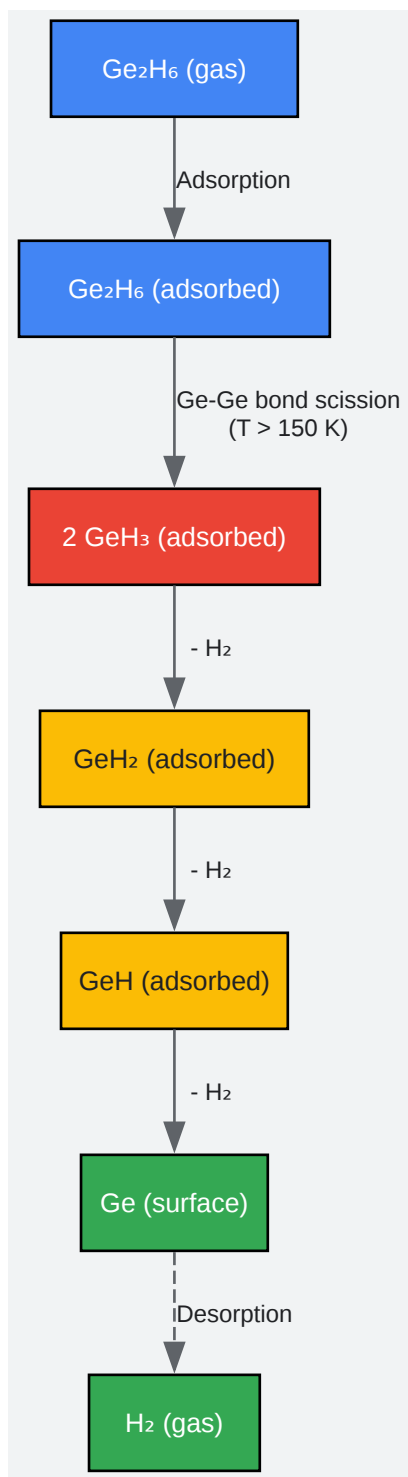 Ge₂H₆ (gas)
Adsorption
Ge₂H₆ (adsorbed)
Ge-Ge bond scission
(T > 150 K)
2 GeH₃ (adsorbed)
- H₂
GeH₂ (adsorbed)
- H₂
GeH (adsorbed)
- H₂
Ge (surface)
Desorption
H₂ (gas)